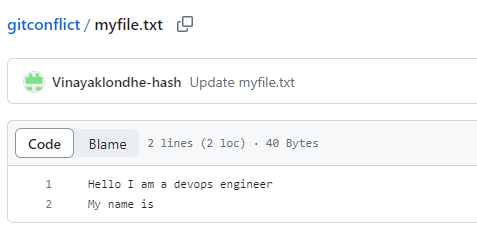 gitconflict / myfile.txt
Vinayaklondhe-hash Update myfile.txt
Code Blame 2 lines (2 loc) · 40 Bytes
1 Hello I am a devops engineer
2 My name is